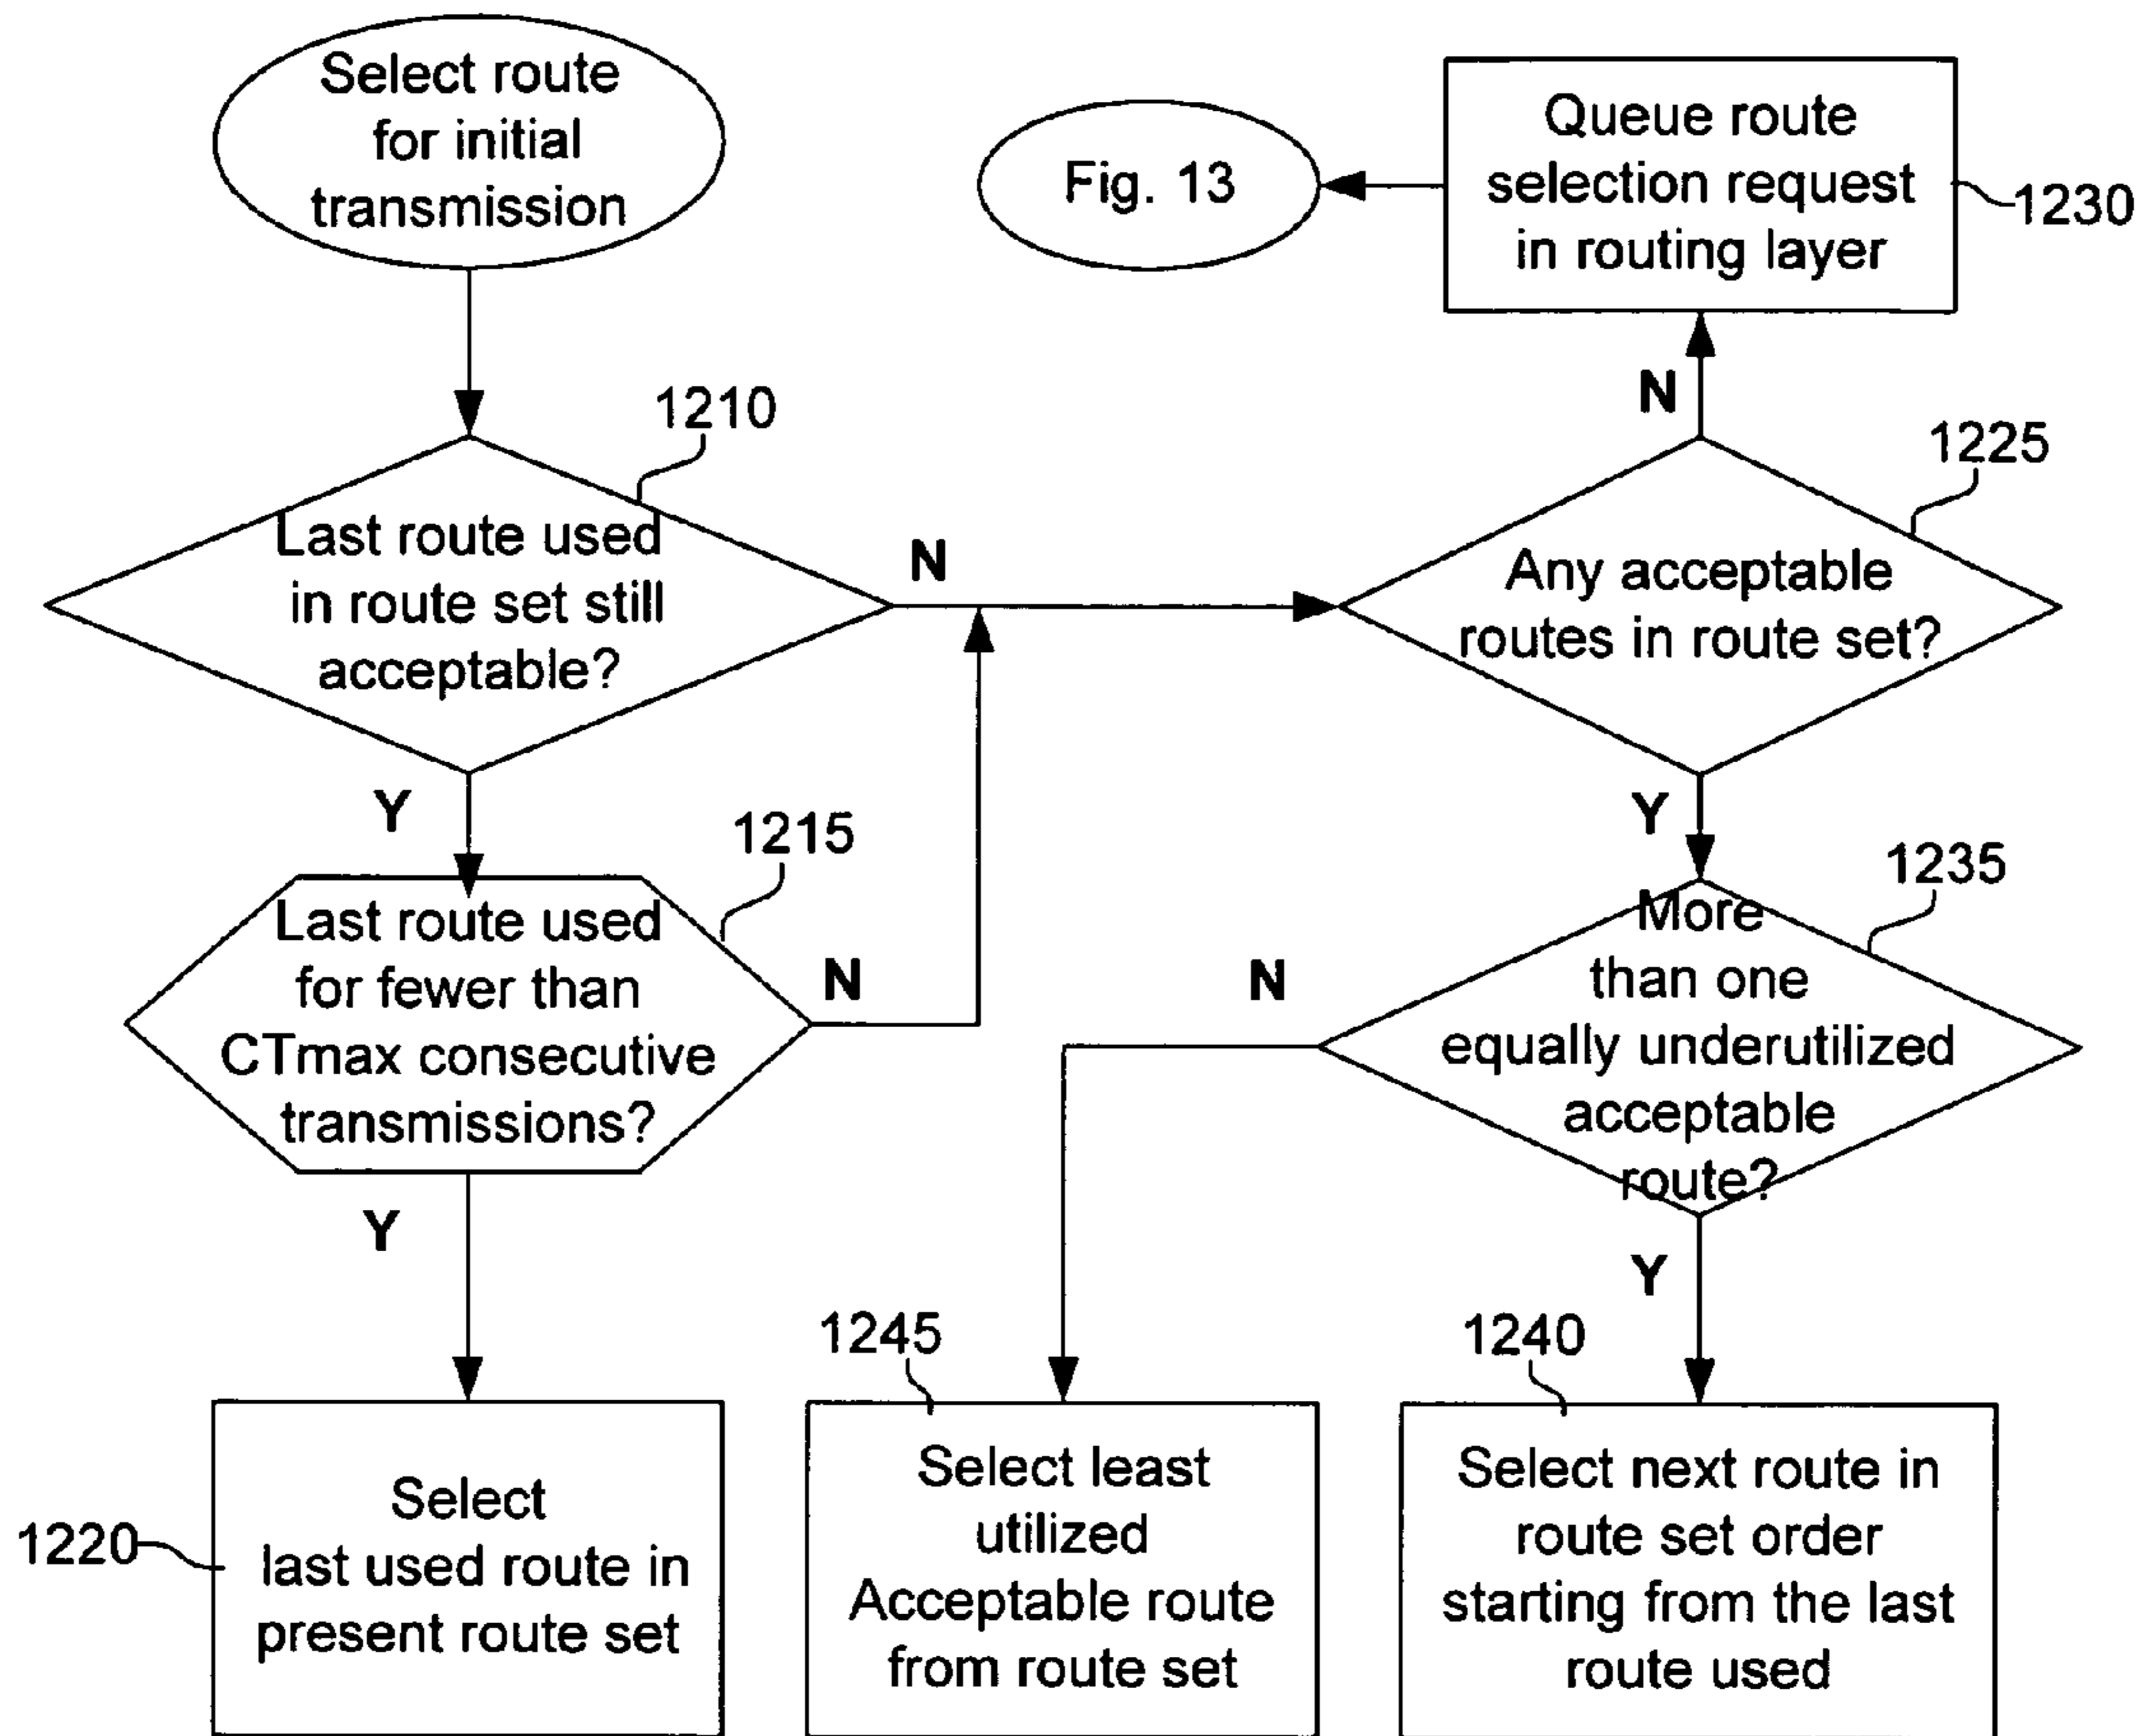 Select route
for initial
transmission
1210
Last route used
in route set still
acceptable?
N
Y
1215
Last route used
for fewer than
CTmax consecutive
transmissions?
N
Y
1220
Select
last used route in
present route set
Fig. 13
Queue route
selection request
in routing layer
1230
N
1225
Any acceptable
routes in route set?
Y
1235
More
than one
equally underutilized
acceptable
route?
N
Y
1245
Select least
utilized
Acceptable route
from route set
1240
Select next route in
route set order
starting from the last
route used